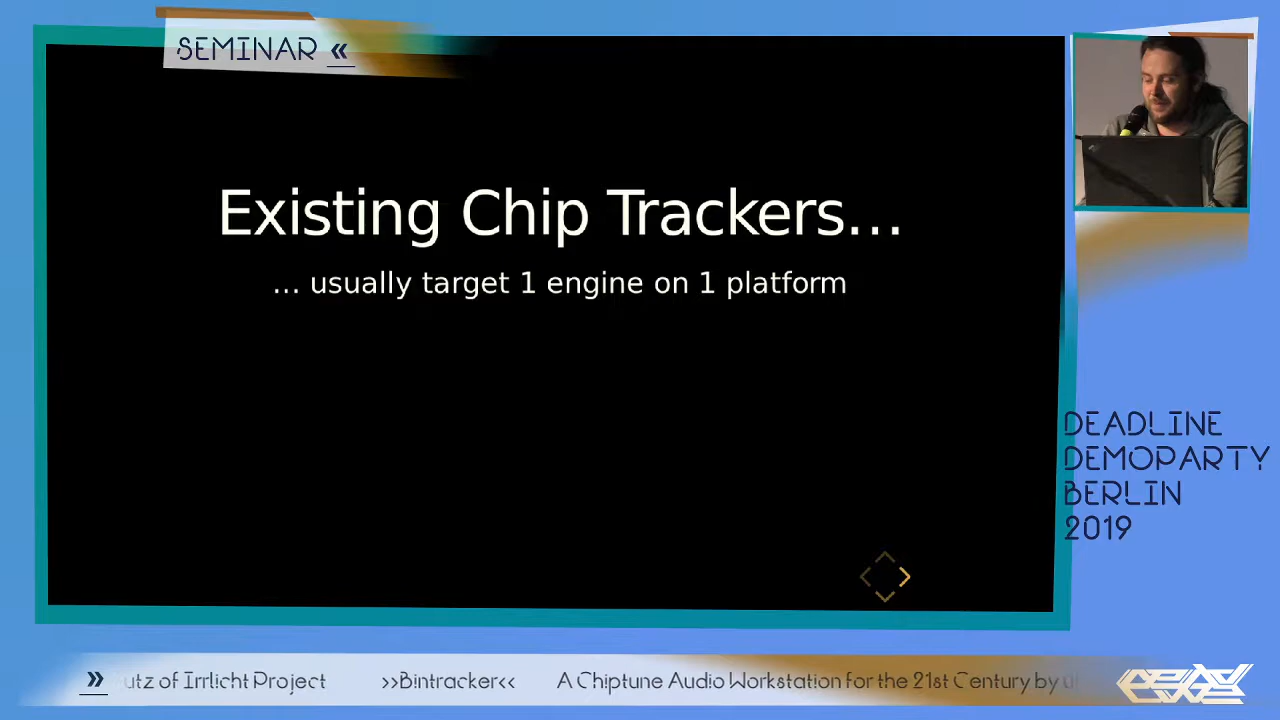 SEMINAR «
Existing Chip Trackers...
... usually target 1 engine on 1 platform
DEADLINE
DEMOPARTY
BERLIN
2019
» utz of Irrlicht Project >>Bintracker<< A Chiptune Audio Workstation for the 21st Century by